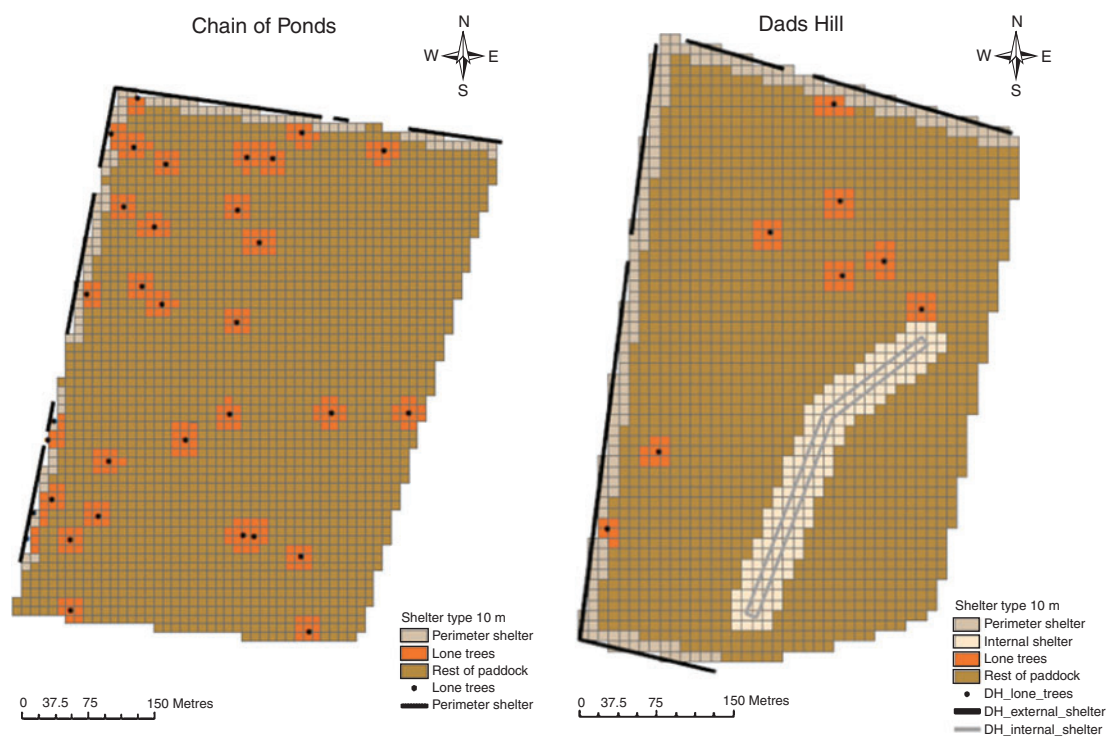 Chain of Ponds
N
W E
S
Shelter type 10 m
Perimeter shelter
Lone trees
Rest of paddock
Lone trees
Perimeter shelter
0 37.5 75 150 Metres
Dads Hill
N
W E
S
Shelter type 10 m
Perimeter shelter
Internal shelter
Lone trees
Rest of paddock
DH_lone_trees
DH_external_shelter
DH_internal_shelter
0 37.5 75 150 Metres